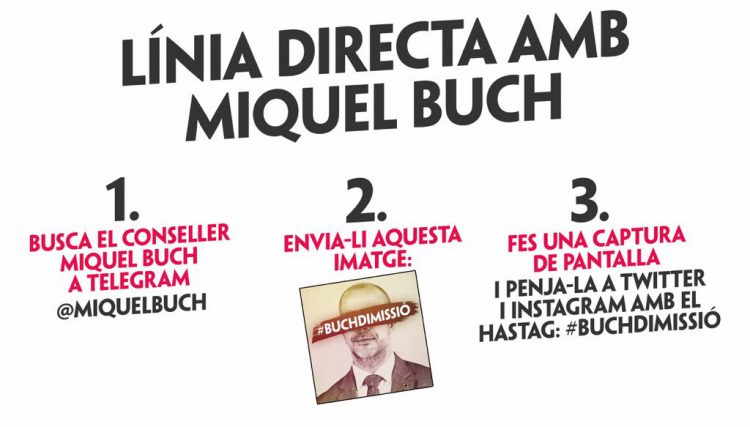 LÍNIA DIRECTA AMB
MIQUEL BUCH
1.
BUSCA EL CONSELLER
MIQUEL BUCH
A TELEGRAM
@MIQUELBUCH
2.
ENVIA-LI AQUESTA
IMATGE:
#BUCHDIMISSIÓ
3.
FES UNA CAPTURA
DE PANTALLA
I PENJA-LA A TWITTER
I INSTAGRAM AMB EL
HASTAG: #BUCHDIMISSIÓ